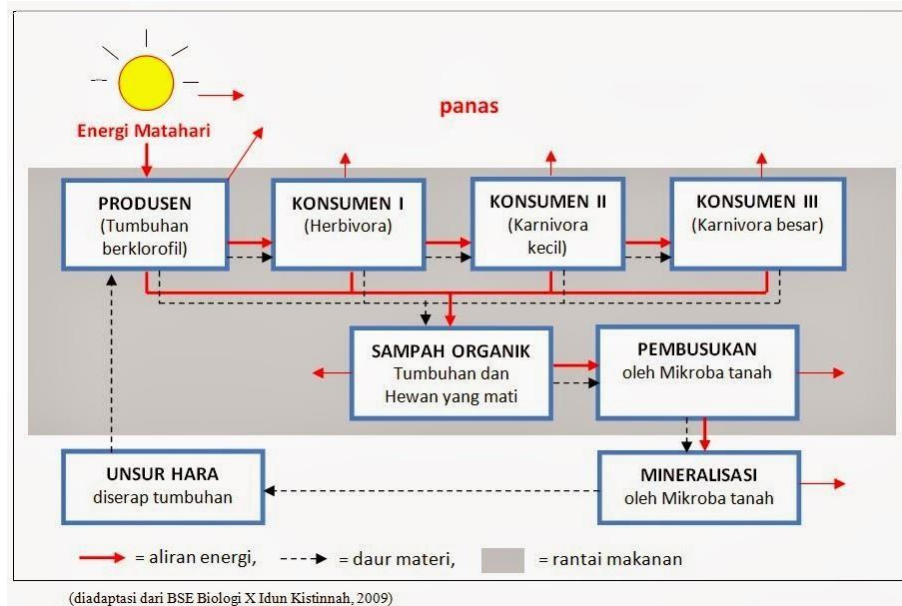 panas
Energi Matahari
PRODUSEN
(Tumbuhan
berklorofil)
KONSUMEN I
(Herbivora)
KONSUMEN II
(Karnivora
kecil)
KONSUMEN III
(Karnivora besar)
SAMPAH ORGANIK
Tumbuhan dan
Hewan yang mati
PEMBUSUKAN
oleh Mikroba tanah
UNSUR HARA
diserap tumbuhan
MINERALISASI
oleh Mikroba tanah
= aliran energi, = daur materi, = rantai makanan
(diadaptasi dari BSE Biologi X Idun Kistinnah, 2009)